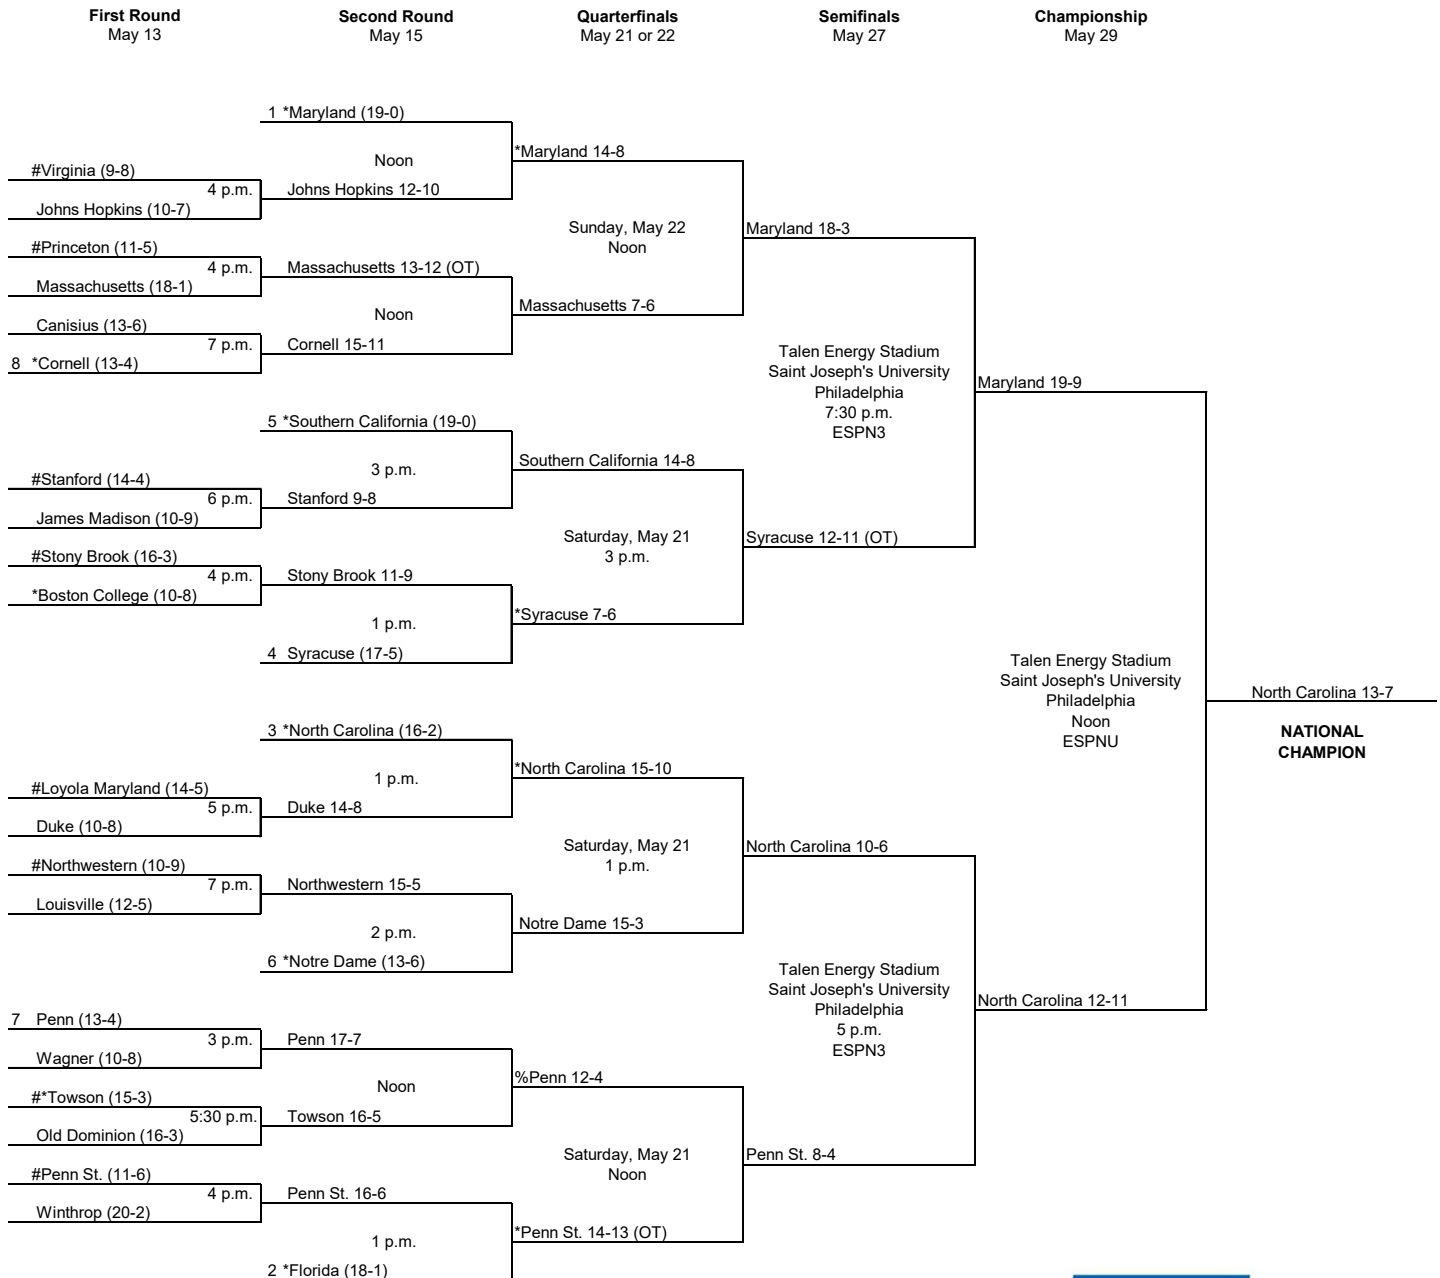 First Round
May 13
Second Round
May 15
Quarterfinals
May 21 or 22
Semifinals
May 27
Championship
May 29
1 *Maryland (19-0)
Noon
*Maryland 14-8
#Virginia (9-8)
4 p.m.
Johns Hopkins 12-10
Johns Hopkins (10-7)
Sunday, May 22
Noon
Maryland 18-3
#Princeton (11-5)
4 p.m.
Massachusetts 13-12 (OT)
Massachusetts (18-1)
Noon
Massachusetts 7-6
Canisius (13-6)
7 p.m.
Cornell 15-11
8 *Cornell (13-4)
Talen Energy Stadium
Saint Joseph's University
Philadelphia
7:30 p.m.
ESPN3
Maryland 19-9
5 *Southern California (19-0)
3 p.m.
Southern California 14-8
#Stanford (14-4)
6 p.m.
Stanford 9-8
James Madison (10-9)
Saturday, May 21
3 p.m.
Syracuse 12-11 (OT)
#Stony Brook (16-3)
4 p.m.
Stony Brook 11-9
*Boston College (10-8)
1 p.m.
*Syracuse 7-6
4 Syracuse (17-5)
Talen Energy Stadium
Saint Joseph's University
Philadelphia
Noon
ESPNU
North Carolina 13-7
NATIONAL
CHAMPION
3 *North Carolina (16-2)
1 p.m.
*North Carolina 15-10
#Loyola Maryland (14-5)
5 p.m.
Duke 14-8
Duke (10-8)
Saturday, May 21
1 p.m.
North Carolina 10-6
#Northwestern (10-9)
7 p.m.
Northwestern 15-5
Louisville (12-5)
2 p.m.
Notre Dame 15-3
6 *Notre Dame (13-6)
Talen Energy Stadium
Saint Joseph's University
Philadelphia
5 p.m.
ESPN3
North Carolina 12-11
7 Penn (13-4)
3 p.m.
Penn 17-7
Wagner (10-8)
Noon
%Penn 12-4
#*Towson (15-3)
5:30 p.m.
Towson 16-5
Old Dominion (16-3)
Saturday, May 21
Noon
Penn St. 8-4
#Penn St. (11-6)
4 p.m.
Penn St. 16-6
Winthrop (20-2)
1 p.m.
*Penn St. 14-13 (OT)
2 *Florida (18-1)